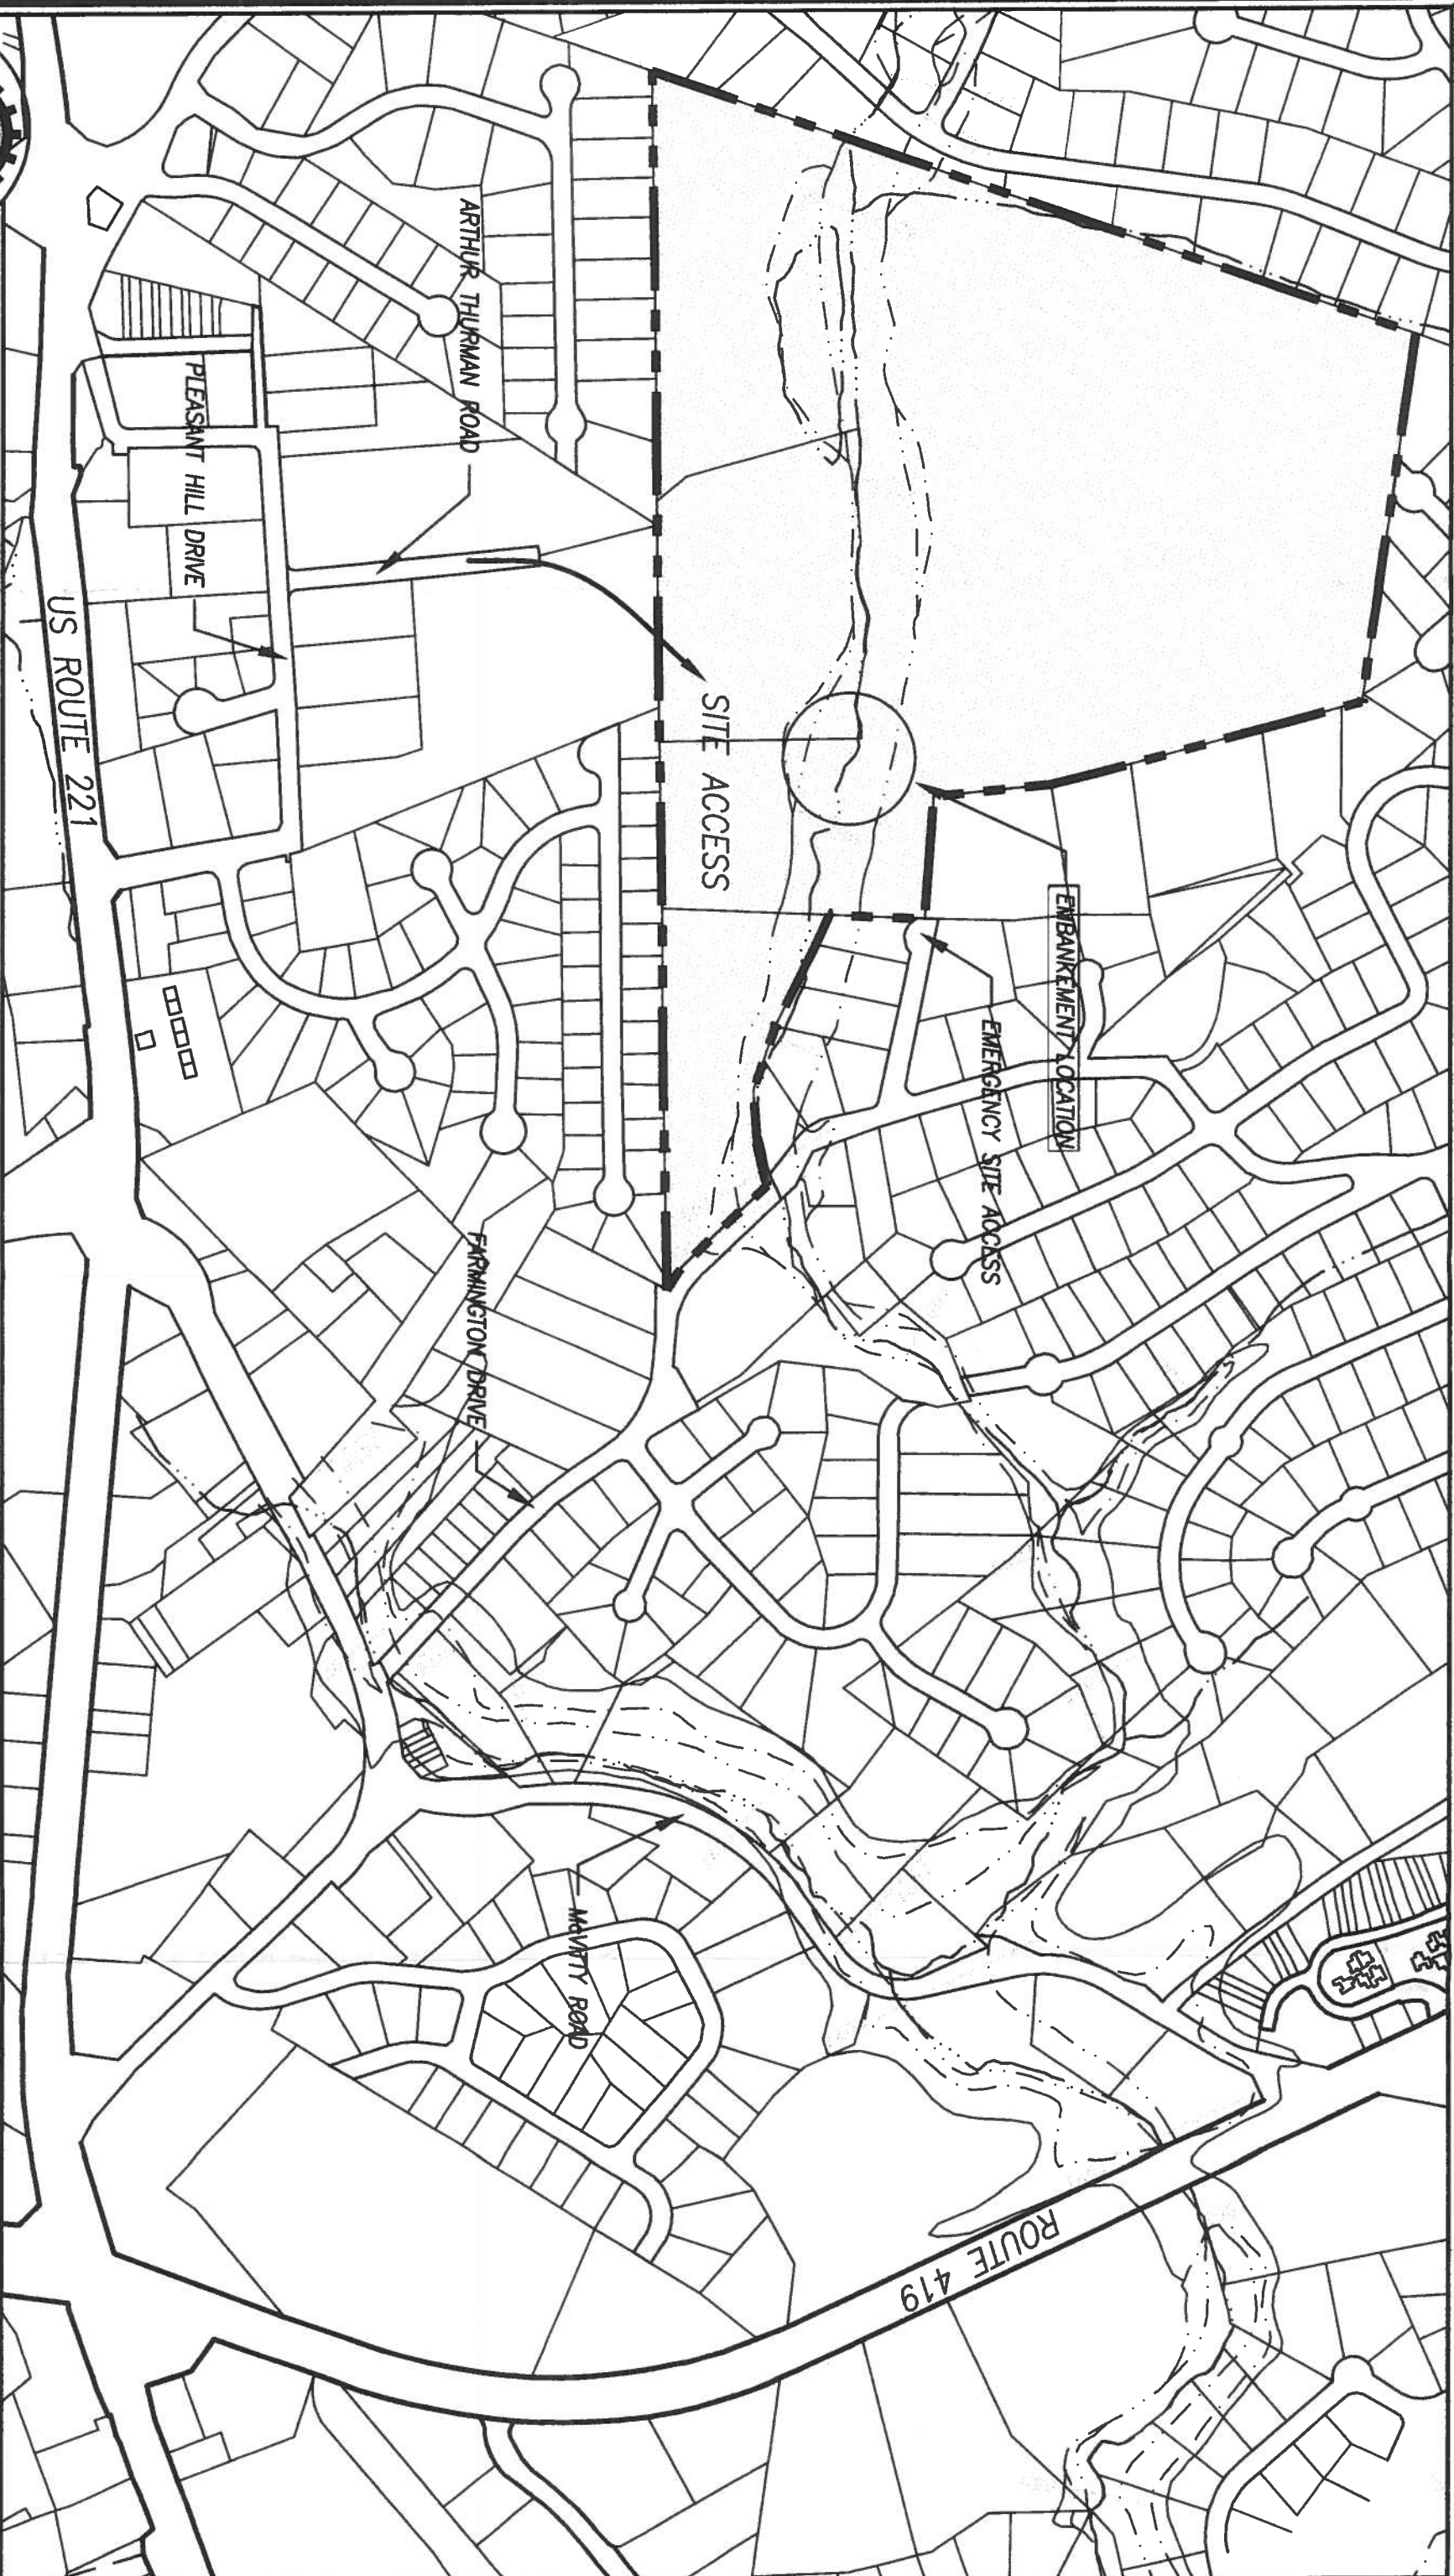 ARTHUR THURMAN ROAD
PLEASANT HILL DRIVE
US ROUTE 221
SITE ACCESS
EMBANKEMENT LOCATION
EMERGENCY SITE ACCESS
FARMINGTON DRIVE
McVITTY ROAD
ROUTE 419